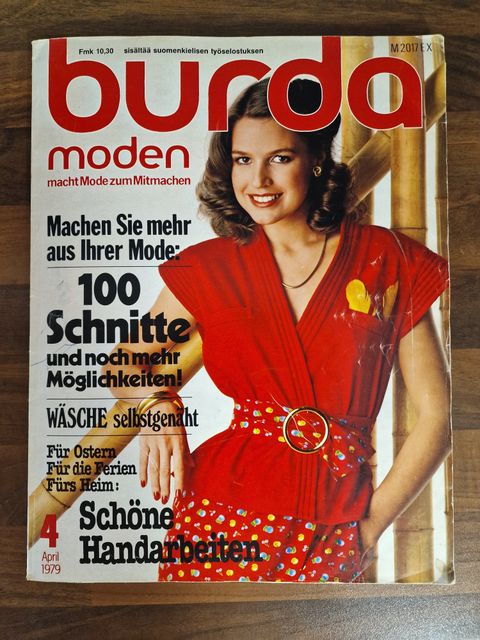 Fmk 10,30 sisältää suomenkielisen työselostuksen
M 2017 E X
burda
moden
macht Mode zum Mitmachen
Machen Sie mehr
aus Ihrer Mode:
100
Schnitte
und noch mehr
Möglichkeiten!
WÄSCHE selbstgenäht
Für Ostern
Für die Ferien
Fürs Heim:
Schöne
Handarbeiten
4
April
1979